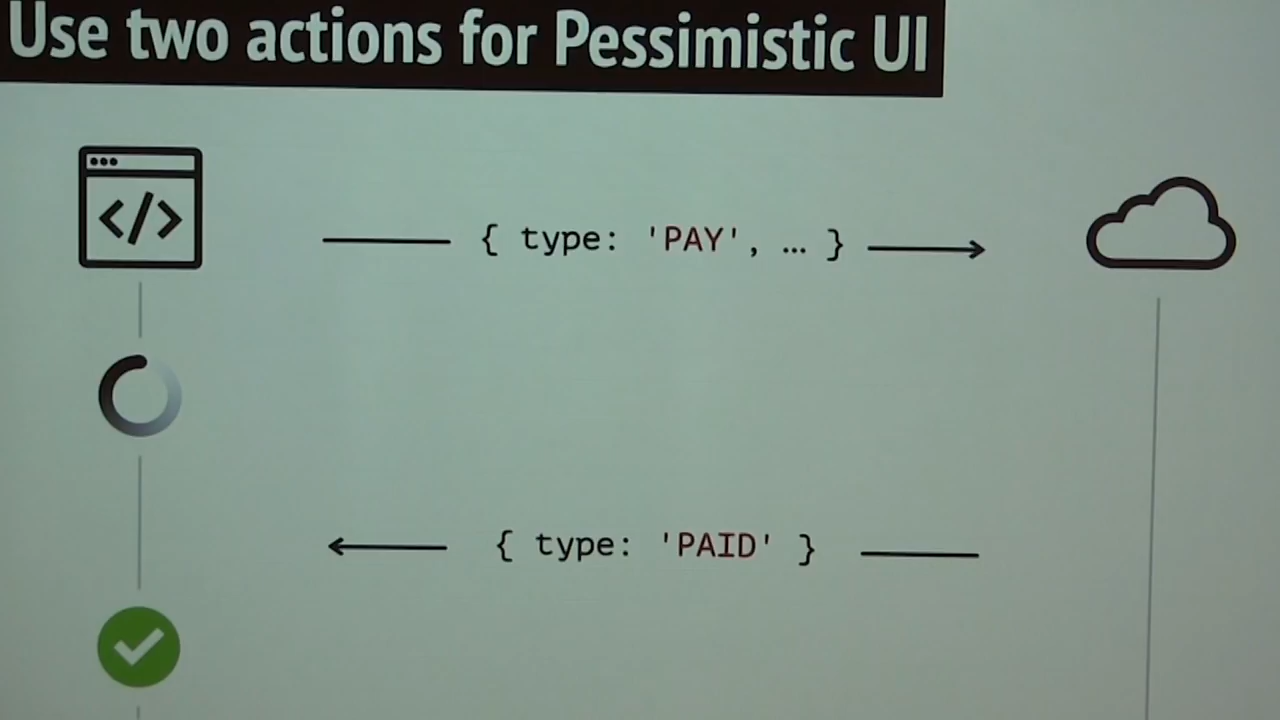 Use two actions for Pessimistic UI
</>
{ type: 'PAY', … }
{ type: 'PAID' }